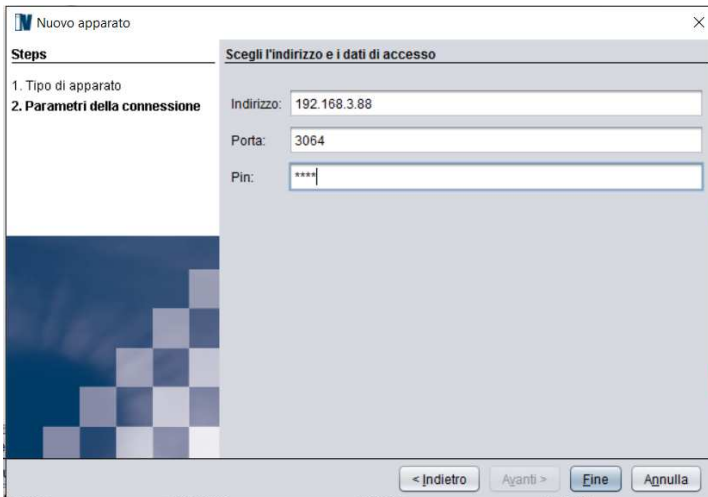 Nuovo apparato
Steps
1. Tipo di apparato
2. Parametri della connessione
Scegli l'indirizzo e i dati di accesso
Indirizzo: 192.168.3.88
Porta: 3064
Pin: ****
< Indietro
Avanti >
Fine
Annulla